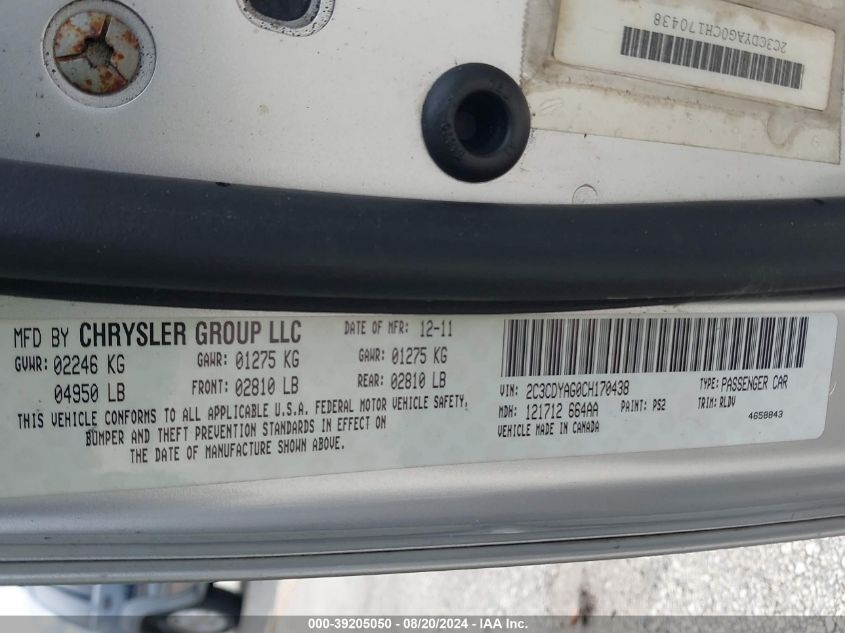 2C3CDYAG0CH170438
MFD BY CHRYSLER GROUP LLC
DATE OF MFR: 12-11
GVWR: 02246 KG
GAWR: 01275 KG
GAWR: 01275 KG
04950 LB
FRONT: 02810 LB
REAR: 02810 LB
THIS VEHICLE CONFORMS TO ALL APPLICABLE U.S.A. FEDERAL MOTOR VEHICLE SAFETY,
BUMPER AND THEFT PREVENTION STANDARDS IN EFFECT ON
THE DATE OF MANUFACTURE SHOWN ABOVE.
VIN: 2C3CDYAG0CH170438
TYPE: PASSENGER CAR
MDH: 121712 664AA
PAINT: PS2
TRIM: RLDV
VEHICLE MADE IN CANADA
4658843
000-39205050 - 08/20/2024 - IAA Inc.